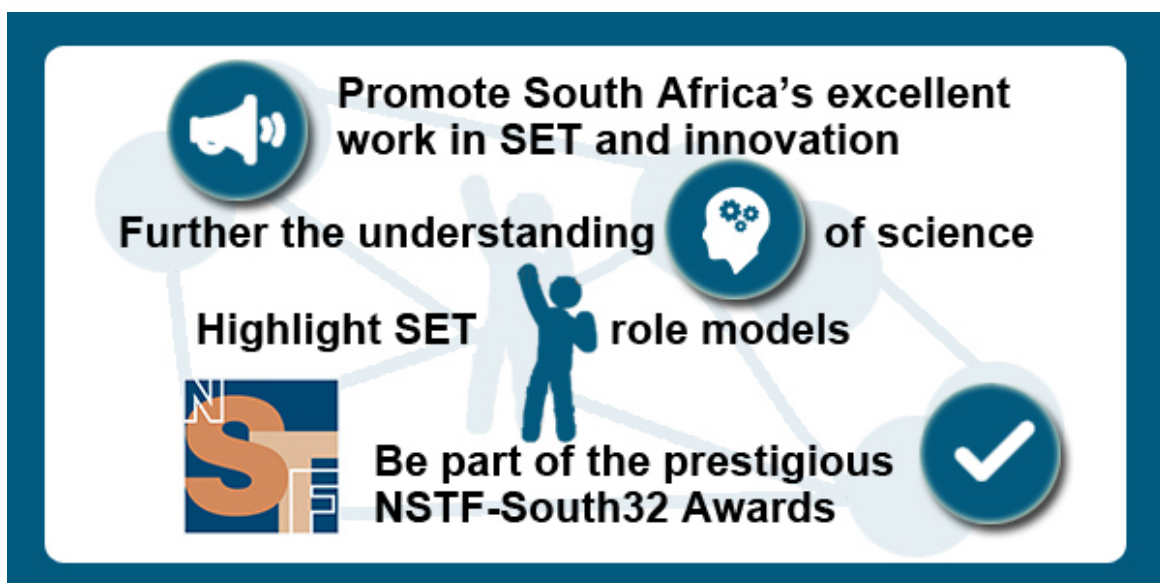 Promote South Africa's excellent
work in SET and innovation
Further the understanding of science
Highlight SET role models
NSTF
Be part of the prestigious
NSTF-South32 Awards